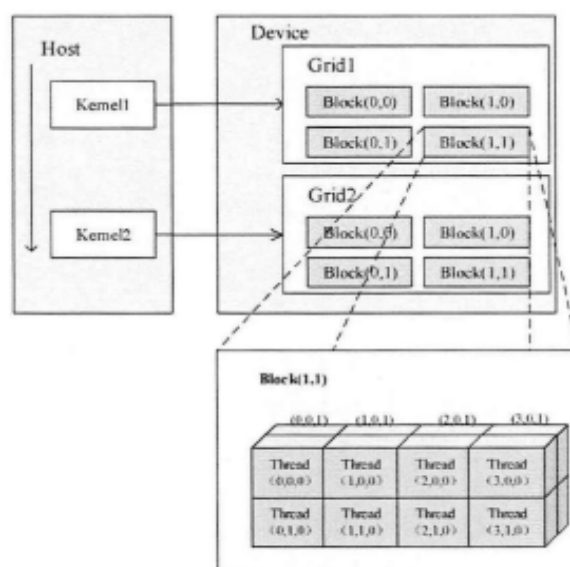 Host
Kernel1
Kernel2
Device
Grid1
Block(0,0)
Block(1,0)
Block(0,1)
Block(1,1)
Grid2
Block(0,0)
Block(1,0)
Block(0,1)
Block(1,1)
Block(1,1)
(0,0,1) (1,0,1) (2,0,1) (3,0,1)
Thread Thread Thread Thread
(0,0,0) (1,0,0) (2,0,0) (3,0,0)
Thread Thread Thread Thread
(0,1,0) (1,1,0) (2,1,0) (3,1,0)